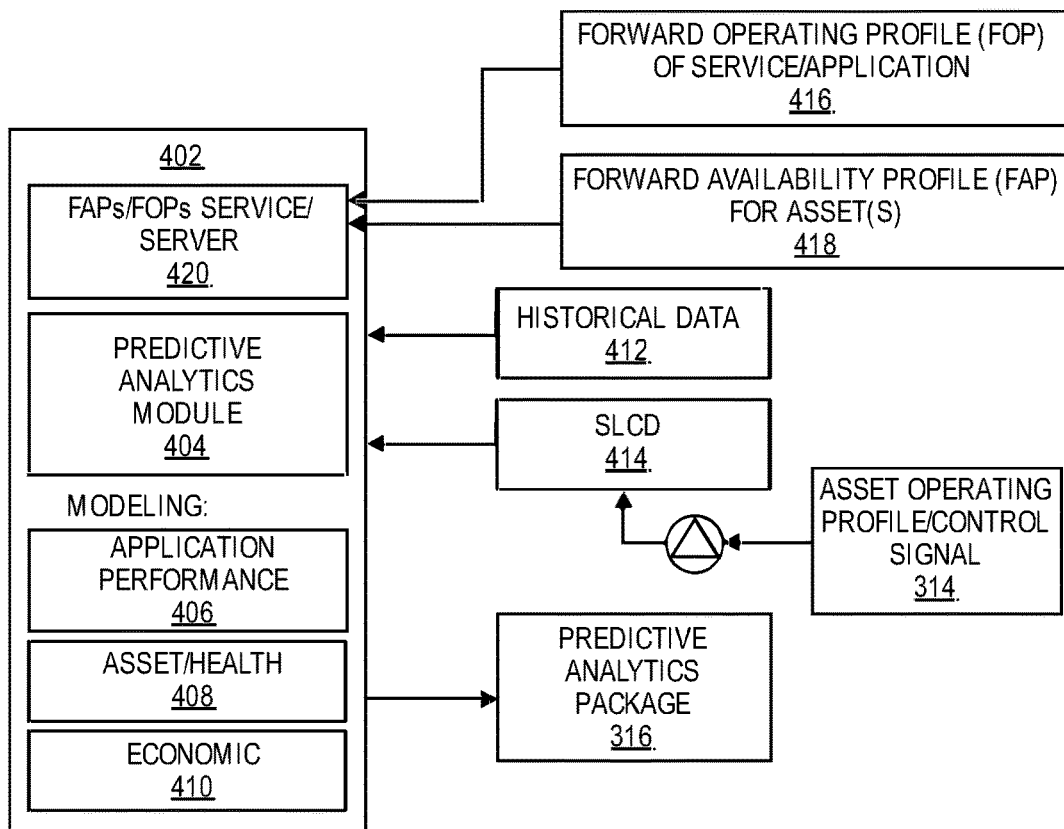 FORWARD OPERATING PROFILE (FOP)
OF SERVICE/APPLICATION
416
402
FAPs/FOPs SERVICE/
SERVER
420
FORWARD AVAILABILITY PROFILE (FAP)
FOR ASSET(S)
418
HISTORICAL DATA
412
PREDICTIVE
ANALYTICS
MODULE
404
SLCD
414
ASSET OPERATING
PROFILE/CONTROL
SIGNAL
314
MODELING:
APPLICATION
PERFORMANCE
406
ASSET/HEALTH
408
ECONOMIC
410
PREDICTIVE
ANALYTICS
PACKAGE
316